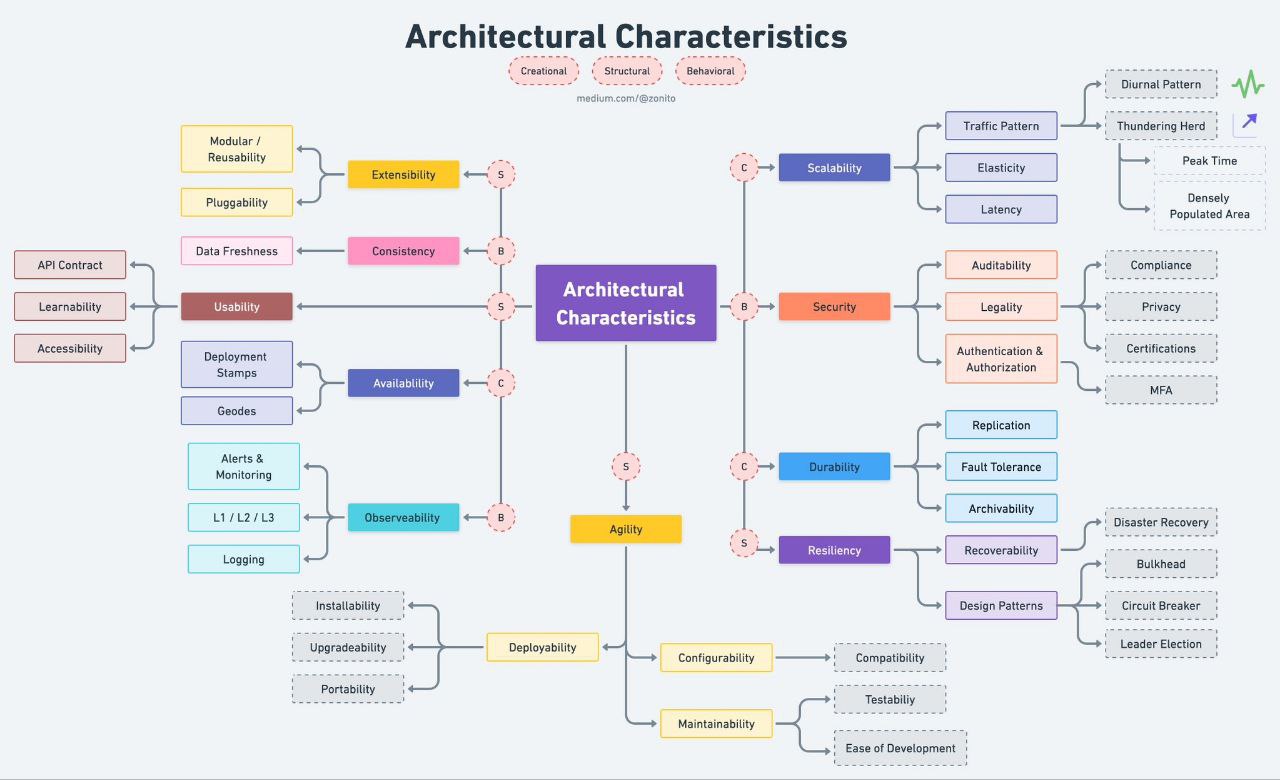 Architectural Characteristics
Creational
Structural
Behavioral
medium.com/@zonito
Modular /
Reusability
Pluggability
Extensibility
S
Data Freshness
Consistency
B
API Contract
Learnability
Accessibility
Usability
S
Deployment
Stamps
Geodes
Availablility
C
Alerts &
Monitoring
L1 / L2 / L3
Logging
Observeability
B
Architectural
Characteristics
C
Scalability
Traffic Pattern
Elasticity
Latency
Diurnal Pattern
Thundering Herd
Peak Time
Densely
Populated Area
B
Security
Auditability
Legality
Authentication &
Authorization
Compliance
Privacy
Certifications
MFA
C
Durability
Replication
Fault Tolerance
Archivability
S
Resiliency
Recoverability
Design Patterns
Disaster Recovery
Bulkhead
Circuit Breaker
Leader Election
S
Agility
Deployability
Installability
Upgradeability
Portability
Configurability
Compatibility
Maintainability
Testabiliy
Ease of Development